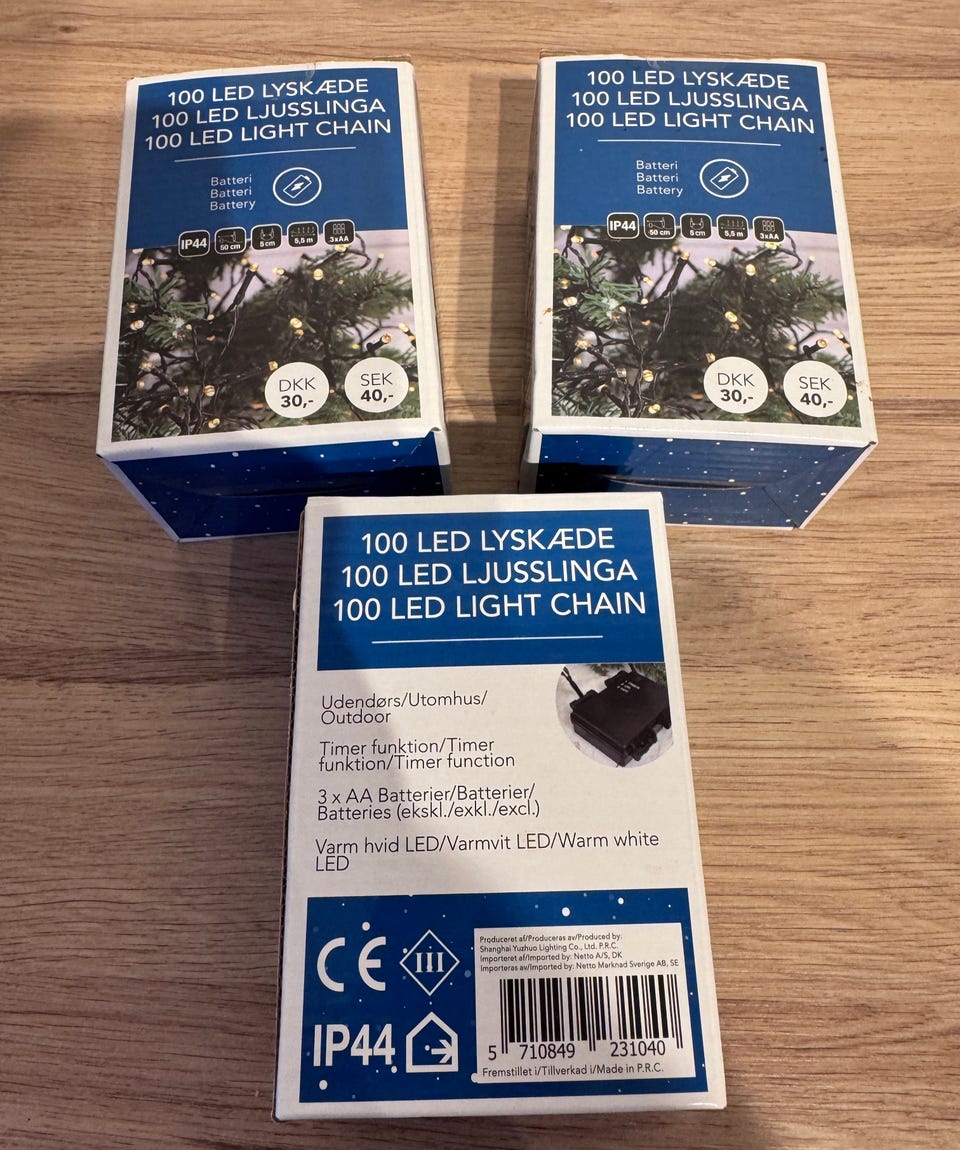 100 LED LYSKÆDE
100 LED LJUSSLINGA
100 LED LIGHT CHAIN
Batteri
Batteri
Battery
IP44
50 cm
5 cm
5,5 m
3xAA
DKK
30,-
SEK
40,-
100 LED LYSKÆDE
100 LED LJUSSLINGA
100 LED LIGHT CHAIN
Batteri
Batteri
Battery
IP44
50 cm
5 cm
5,5 m
3xAA
DKK
30,-
SEK
40,-
100 LED LYSKÆDE
100 LED LJUSSLINGA
100 LED LIGHT CHAIN
Udendørs/Utomhus/
Outdoor
Timer funktion/Timer
funktion/Timer function
3 x AA Batterier/Batterier/
Batteries (ekskl./exkl./excl.)
Varm hvid LED/Varmvit LED/Warm white
LED
CE
III
IP44
Produceret af/Produceras av/Produced by:
Shanghai Yuzhuo Lighting Co., Ltd. P.R.C.
Importeret af/Imported by: Netto A/S, DK
Importeras av/Imported by: Netto Marknad Sverige AB, SE
5 710849 231040
Fremstillet i/Tillverkad i/Made in P.R.C.